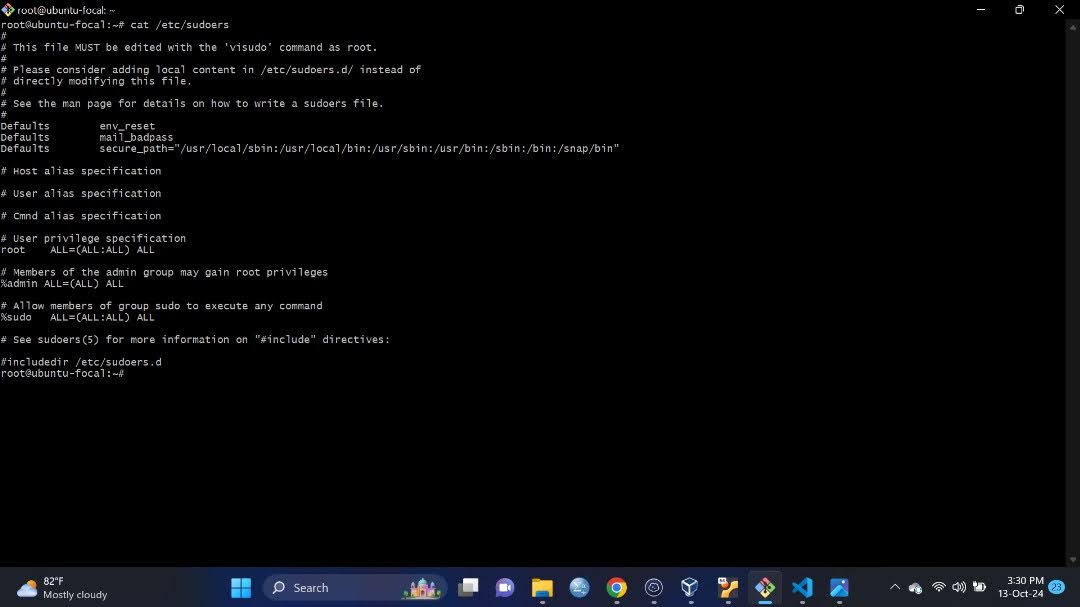 root@ubuntu-focal: ~
root@ubuntu-focal:~# cat /etc/sudoers
#
# This file MUST be edited with the 'visudo' command as root.
#
# Please consider adding local content in /etc/sudoers.d/ instead of
# directly modifying this file.
#
# See the man page for details on how to write a sudoers file.
#
Defaults        env_reset
Defaults        mail_badpass
Defaults        secure_path="/usr/local/sbin:/usr/local/bin:/usr/sbin:/usr/bin:/sbin:/bin:/snap/bin"
# Host alias specification
# User alias specification
# Cmnd alias specification
# User privilege specification
root    ALL=(ALL:ALL) ALL
# Members of the admin group may gain root privileges
%admin ALL=(ALL) ALL
# Allow members of group sudo to execute any command
%sudo   ALL=(ALL:ALL) ALL
# See sudoers(5) for more information on "#include" directives:
#includedir /etc/sudoers.d
root@ubuntu-focal:~#
82°F
Mostly cloudy
Search
3:30 PM
13-Oct-24
23